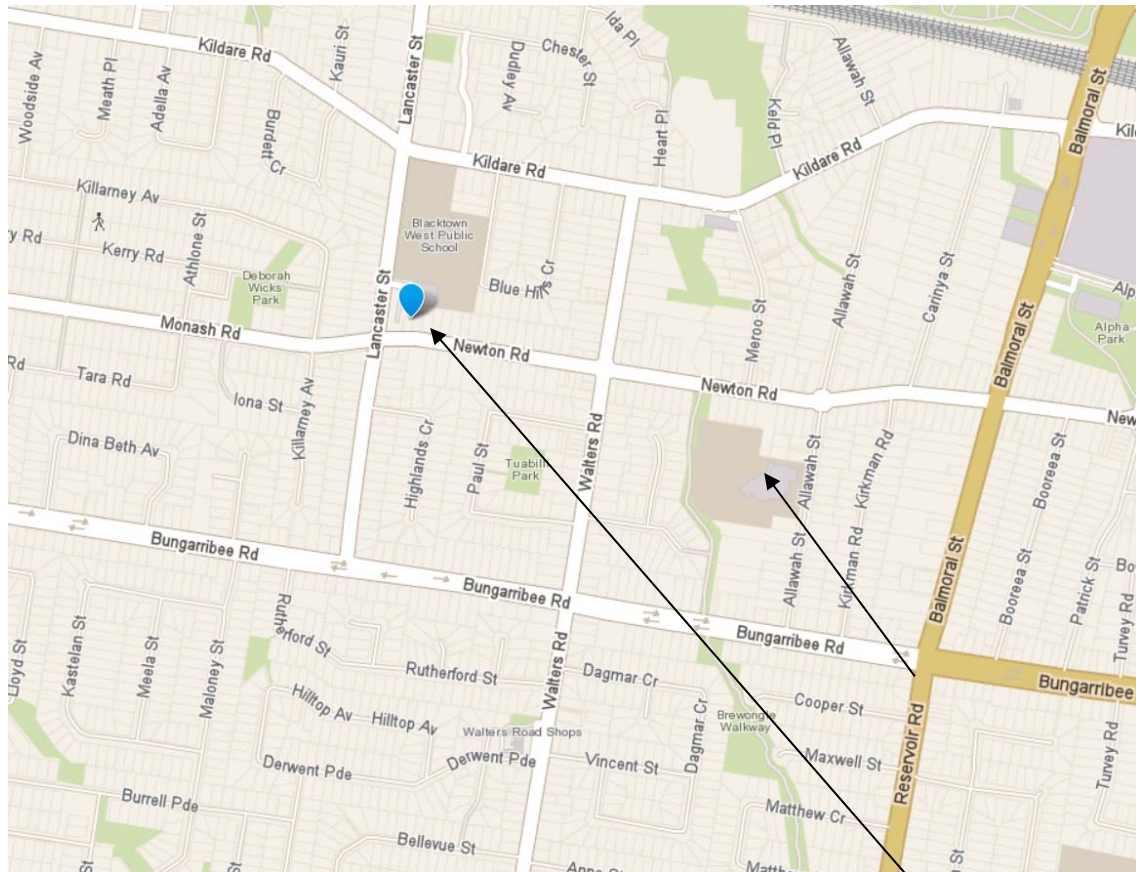 Kildare Rd
Kauri St
Lancaster St
Dudley Av
Chester St
Ida Pl
Allawah St
Balmoral St
Woodside Av
Meath Pl
Adella Av
Burdett Cr
Kildare Rd
Heart Pl
Keld Pl
Kildare Rd
Killarney Av
Blacktown
West Public
School
Athlone St
Kerry Rd
Deborah
Wicks
Park
Lancaster St
Blue Hills Cr
Meroo St
Allawah St
Carinya St
Balmoral St
Alpha
Park
Monash Rd
Newton Rd
Newton Rd
Tara Rd
Iona St
Killarney Av
Dina Beth Av
Highlands Cr
Paul St
Tuabilli
Park
Walters Rd
Allawah St
Kirkman Rd
Booreea St
Bungarribee Rd
Bungarribee Rd
Allawah St
Kirkman Rd
Balmoral St
Booreea St
Patrick St
Turvey Rd
Bungarribee Rd
Bungarribee
Lloyd St
Kastelan St
Meela St
Maloney St
Rutherford St
Rutherford St
Walters Rd
Dagmar Cr
Cooper St
Brewongle
Walkway
Hilltop Av
Hilltop Av
Walters Road Shops
Dagmar Cr
Maxwell St
Reservoir Rd
Turvey Rd
Derwent Pde
Derwent Pde
Vincent St
Burrell Pde
Matthew Cr
Bellevue St